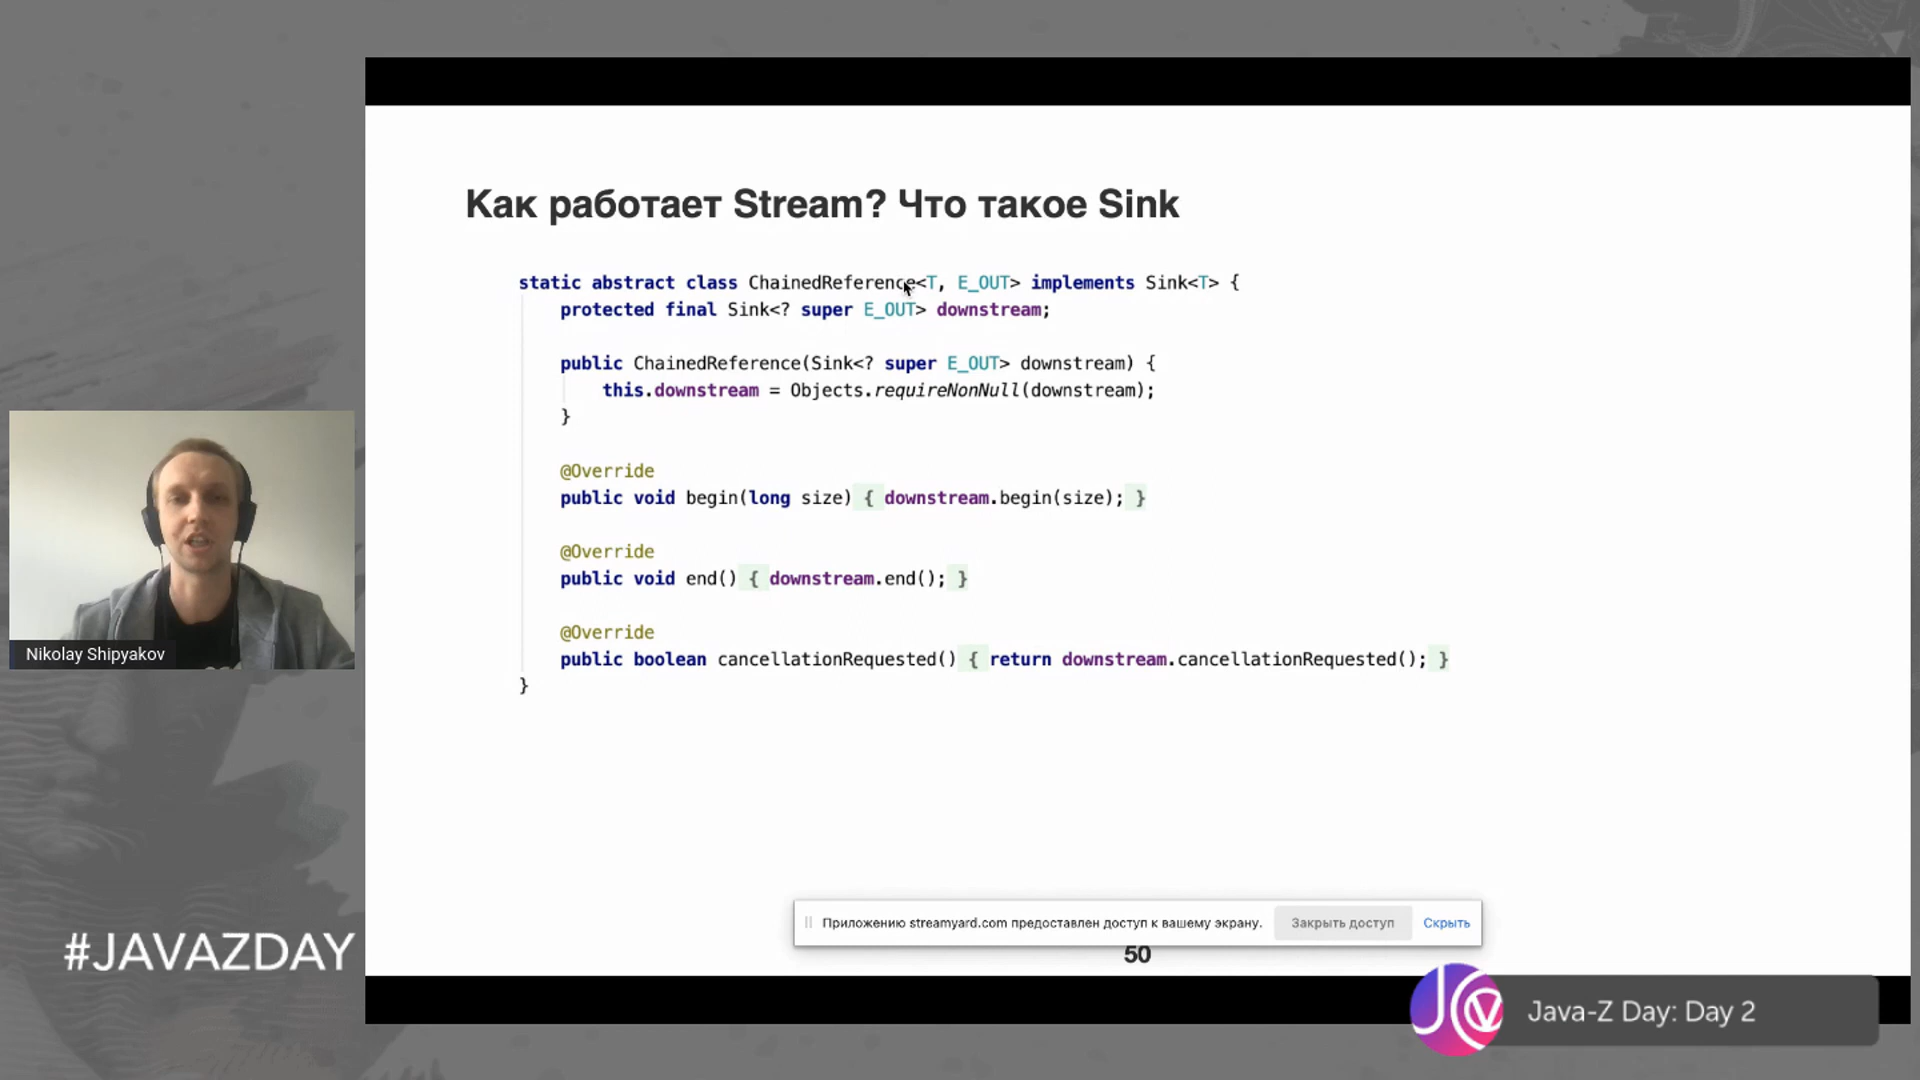 Как работает Stream? Что такое Sink
static abstract class ChainedReference<T, E_OUT> implements Sink<T> {
protected final Sink<? super E_OUT> downstream;
public ChainedReference(Sink<? super E_OUT> downstream) {
this.downstream = Objects.requireNonNull(downstream);
}
@Override
public void begin(long size) { downstream.begin(size); }
@Override
public void end() { downstream.end(); }
@Override
public boolean cancellationRequested() { return downstream.cancellationRequested(); }
}
Nikolay Shipyakov
Приложению streamyard.com предоставлен доступ к вашему экрану.
Закрыть доступ
Скрыть
50
#JAVAZDAY
Java-Z Day: Day 2